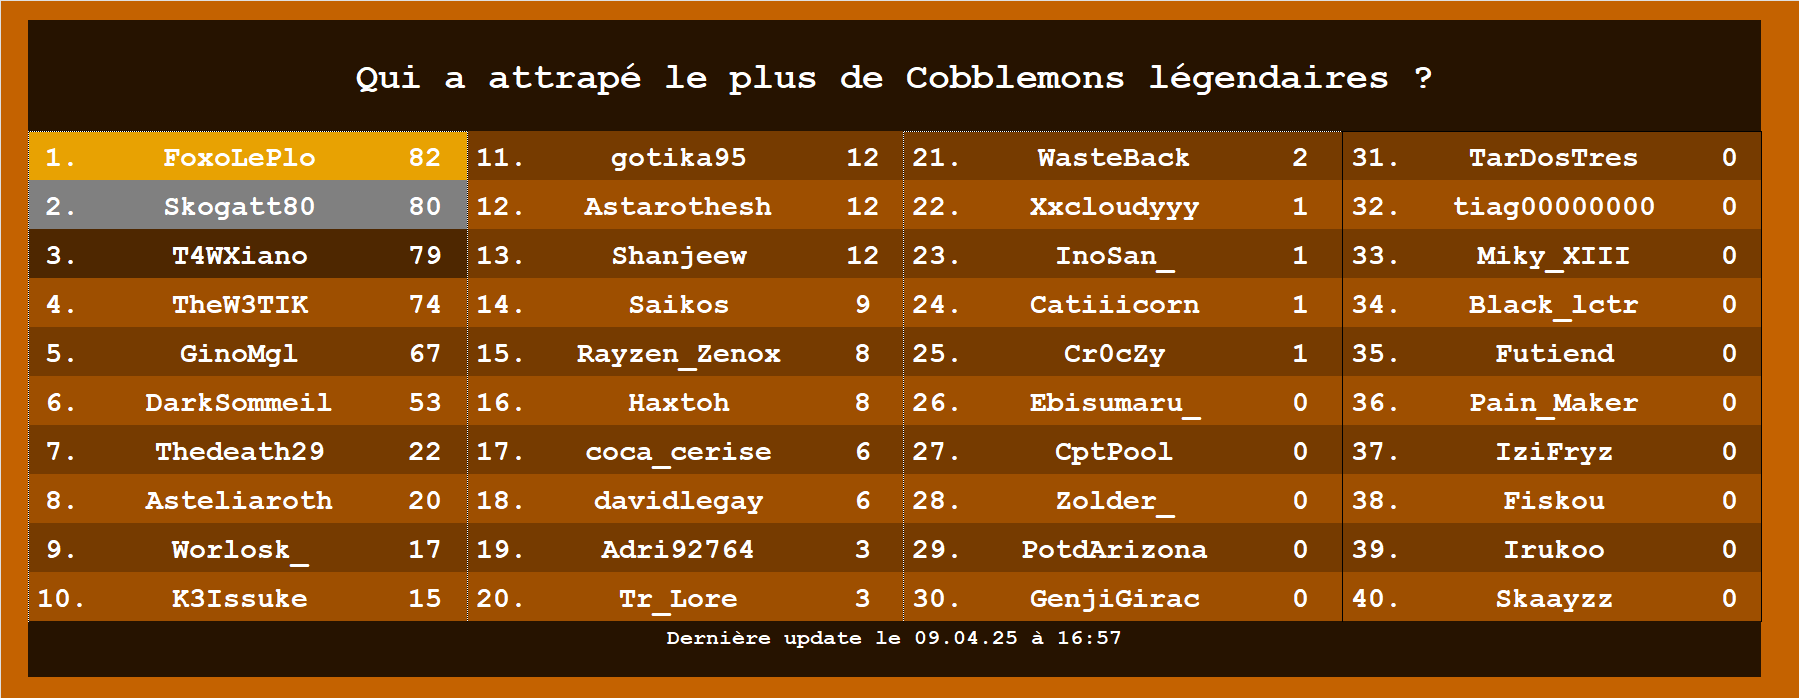 Qui a attrapé le plus de Cobblemons légendaires ?
1. FoxoLePlo 82
2. Skogatt80 80
3. T4WXiano 79
4. TheW3TIK 74
5. GinoMgl 67
6. DarkSommeil 53
7. Thedeath29 22
8. Asteliaroth 20
9. Worlosk_ 17
10. K3Issuke 15
11. gotika95 12
12. Astarothesh 12
13. Shanjeew 12
14. Saikos 9
15. Rayzen_Zenox 8
16. Haxtoh 8
17. coca_cerise 6
18. davidlegay 6
19. Adri92764 3
20. Tr_Lore 3
21. WasteBack 2
22. Xxcloudyyy 1
23. InoSan_ 1
24. Catiiicorn 1
25. Cr0cZy 1
26. Ebisumaru_ 0
27. CptPool 0
28. Zolder_ 0
29. PotdArizona 0
30. GenjiGirac 0
31. TarDosTres 0
32. tiag00000000 0
33. Miky_XIII 0
34. Black_lctr 0
35. Futiend 0
36. Pain_Maker 0
37. IziFryz 0
38. Fiskou 0
39. Irukoo 0
40. Skaayzz 0
Dernière update le 09.04.25 à 16:57